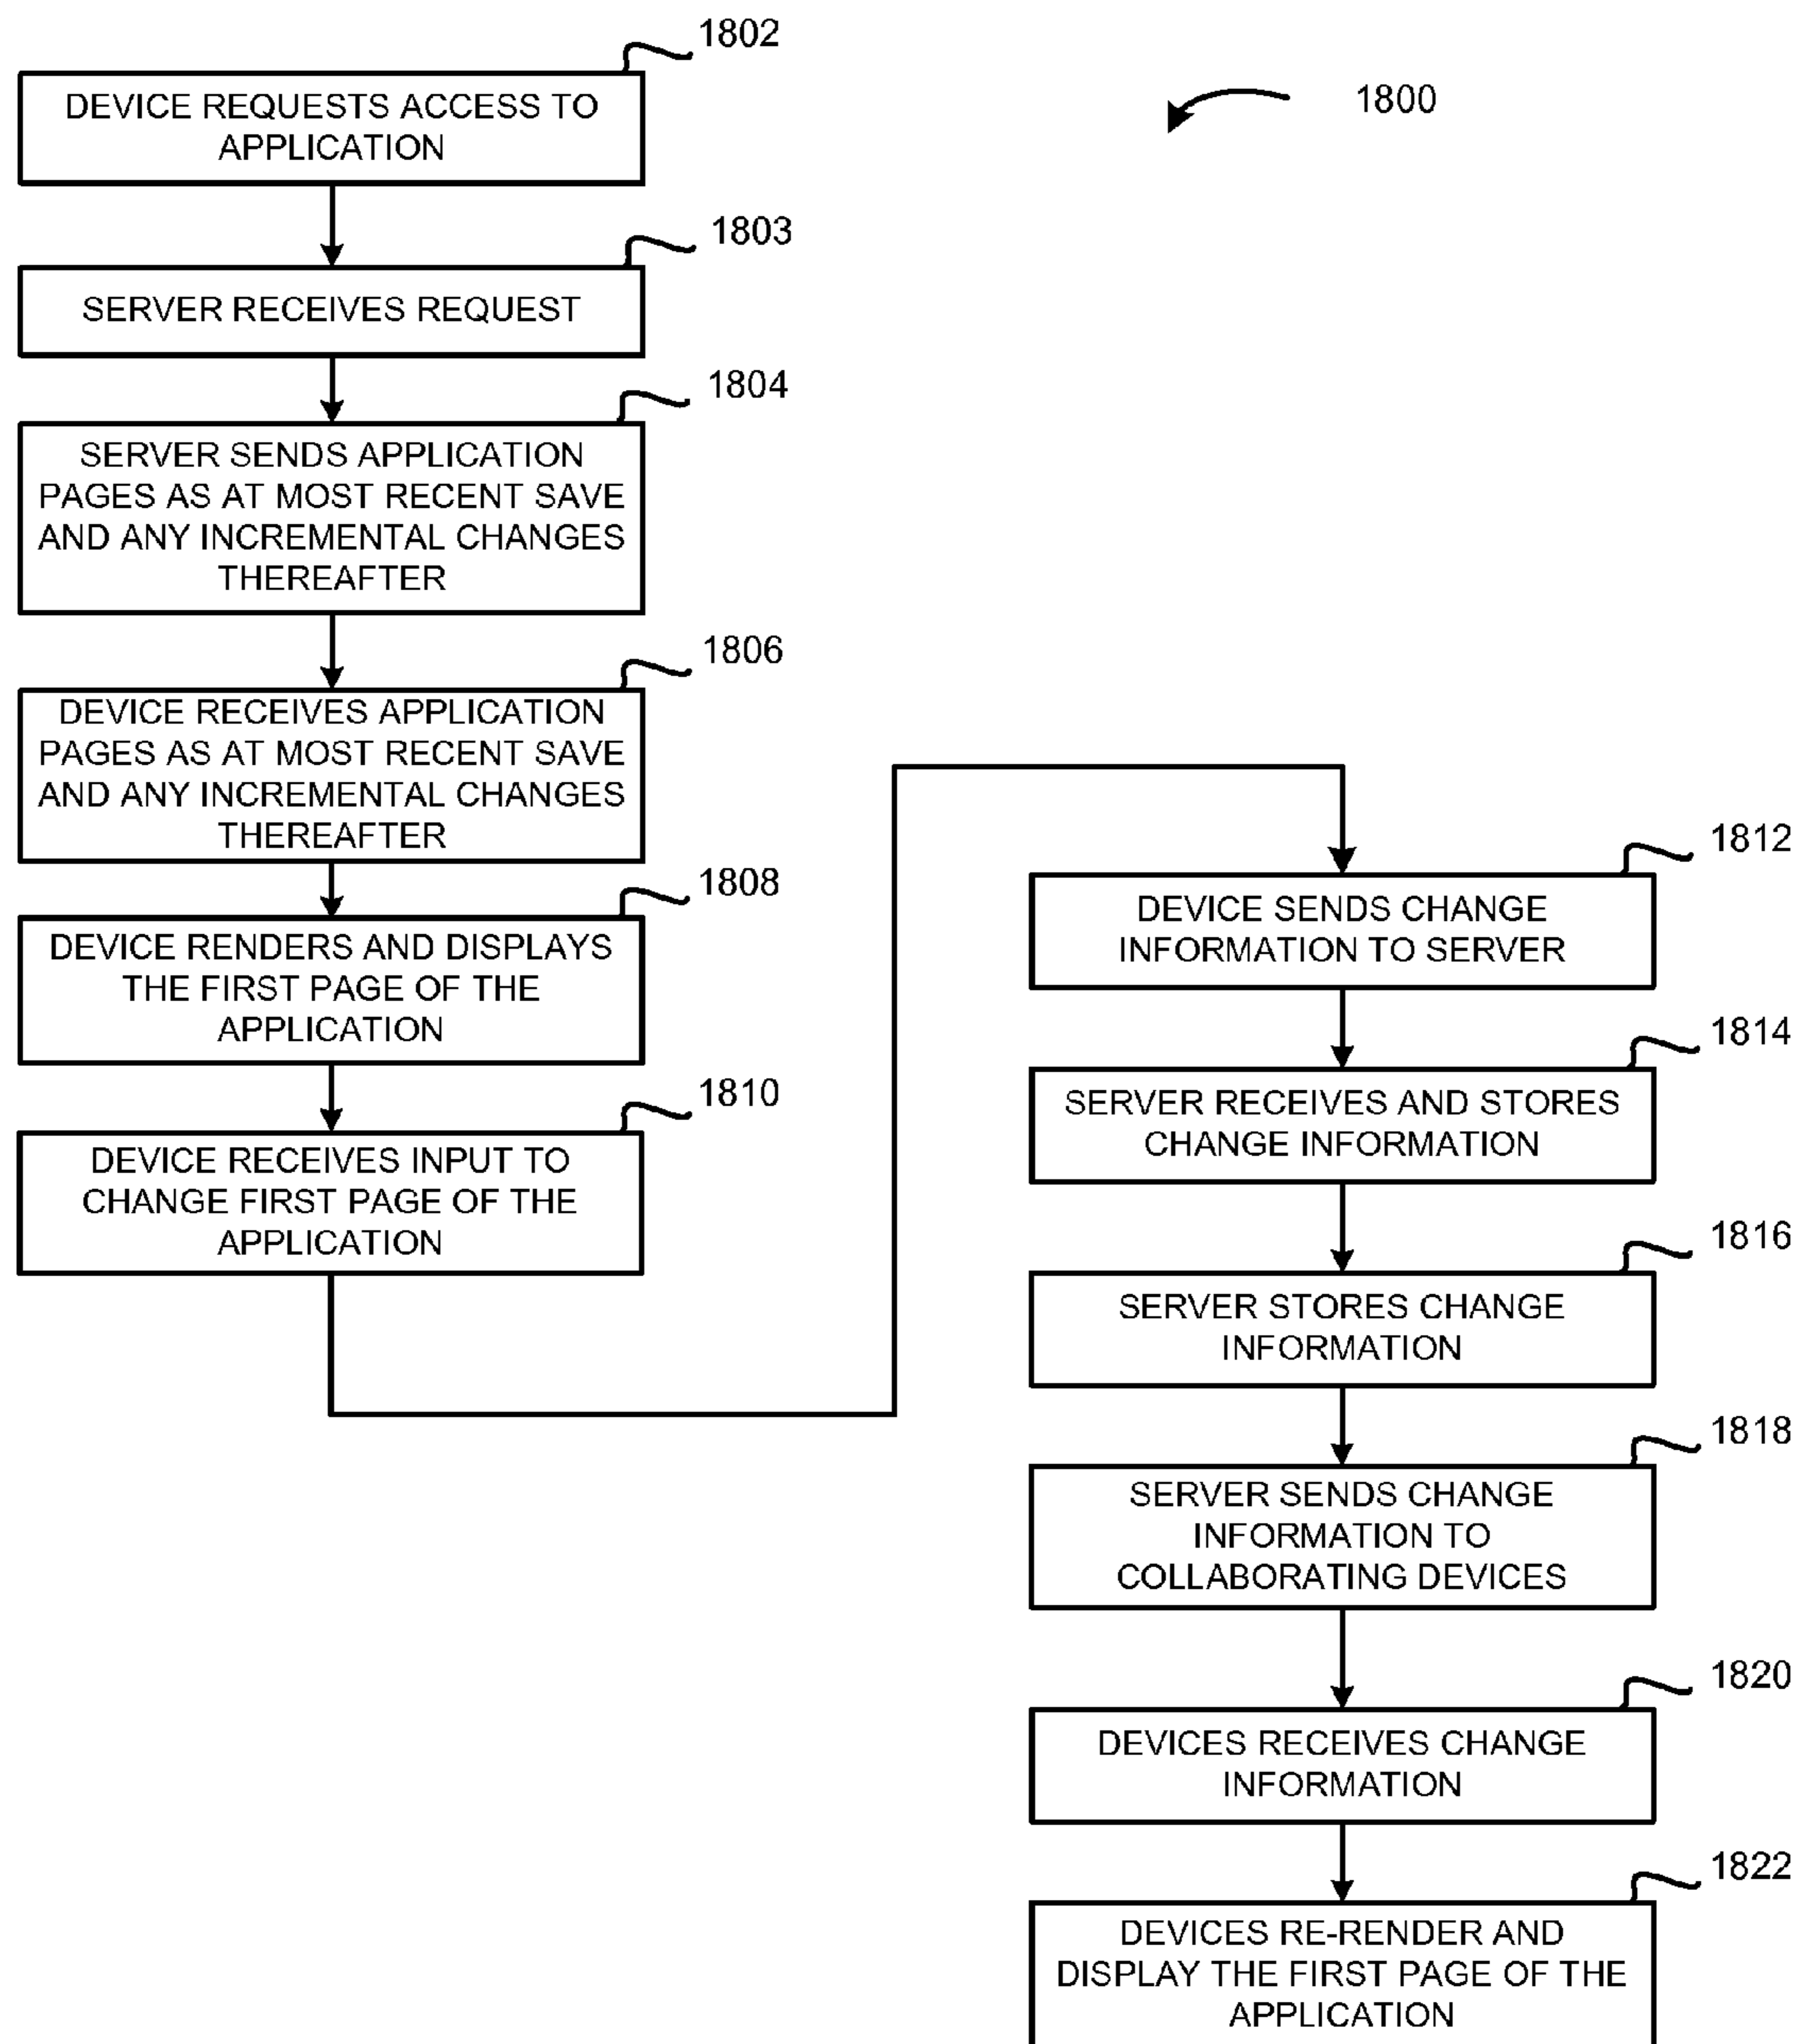 1802
DEVICE REQUESTS ACCESS TO
APPLICATION
1800
1803
SERVER RECEIVES REQUEST
1804
SERVER SENDS APPLICATION
PAGES AS AT MOST RECENT SAVE
AND ANY INCREMENTAL CHANGES
THEREAFTER
1806
DEVICE RECEIVES APPLICATION
PAGES AS AT MOST RECENT SAVE
AND ANY INCREMENTAL CHANGES
THEREAFTER
1808
DEVICE RENDERS AND DISPLAYS
THE FIRST PAGE OF THE
APPLICATION
1810
DEVICE RECEIVES INPUT TO
CHANGE FIRST PAGE OF THE
APPLICATION
1812
DEVICE SENDS CHANGE
INFORMATION TO SERVER
1814
SERVER RECEIVES AND STORES
CHANGE INFORMATION
1816
SERVER STORES CHANGE
INFORMATION
1818
SERVER SENDS CHANGE
INFORMATION TO
COLLABORATING DEVICES
1820
DEVICES RECEIVES CHANGE
INFORMATION
1822
DEVICES RE-RENDER AND
DISPLAY THE FIRST PAGE OF THE
APPLICATION